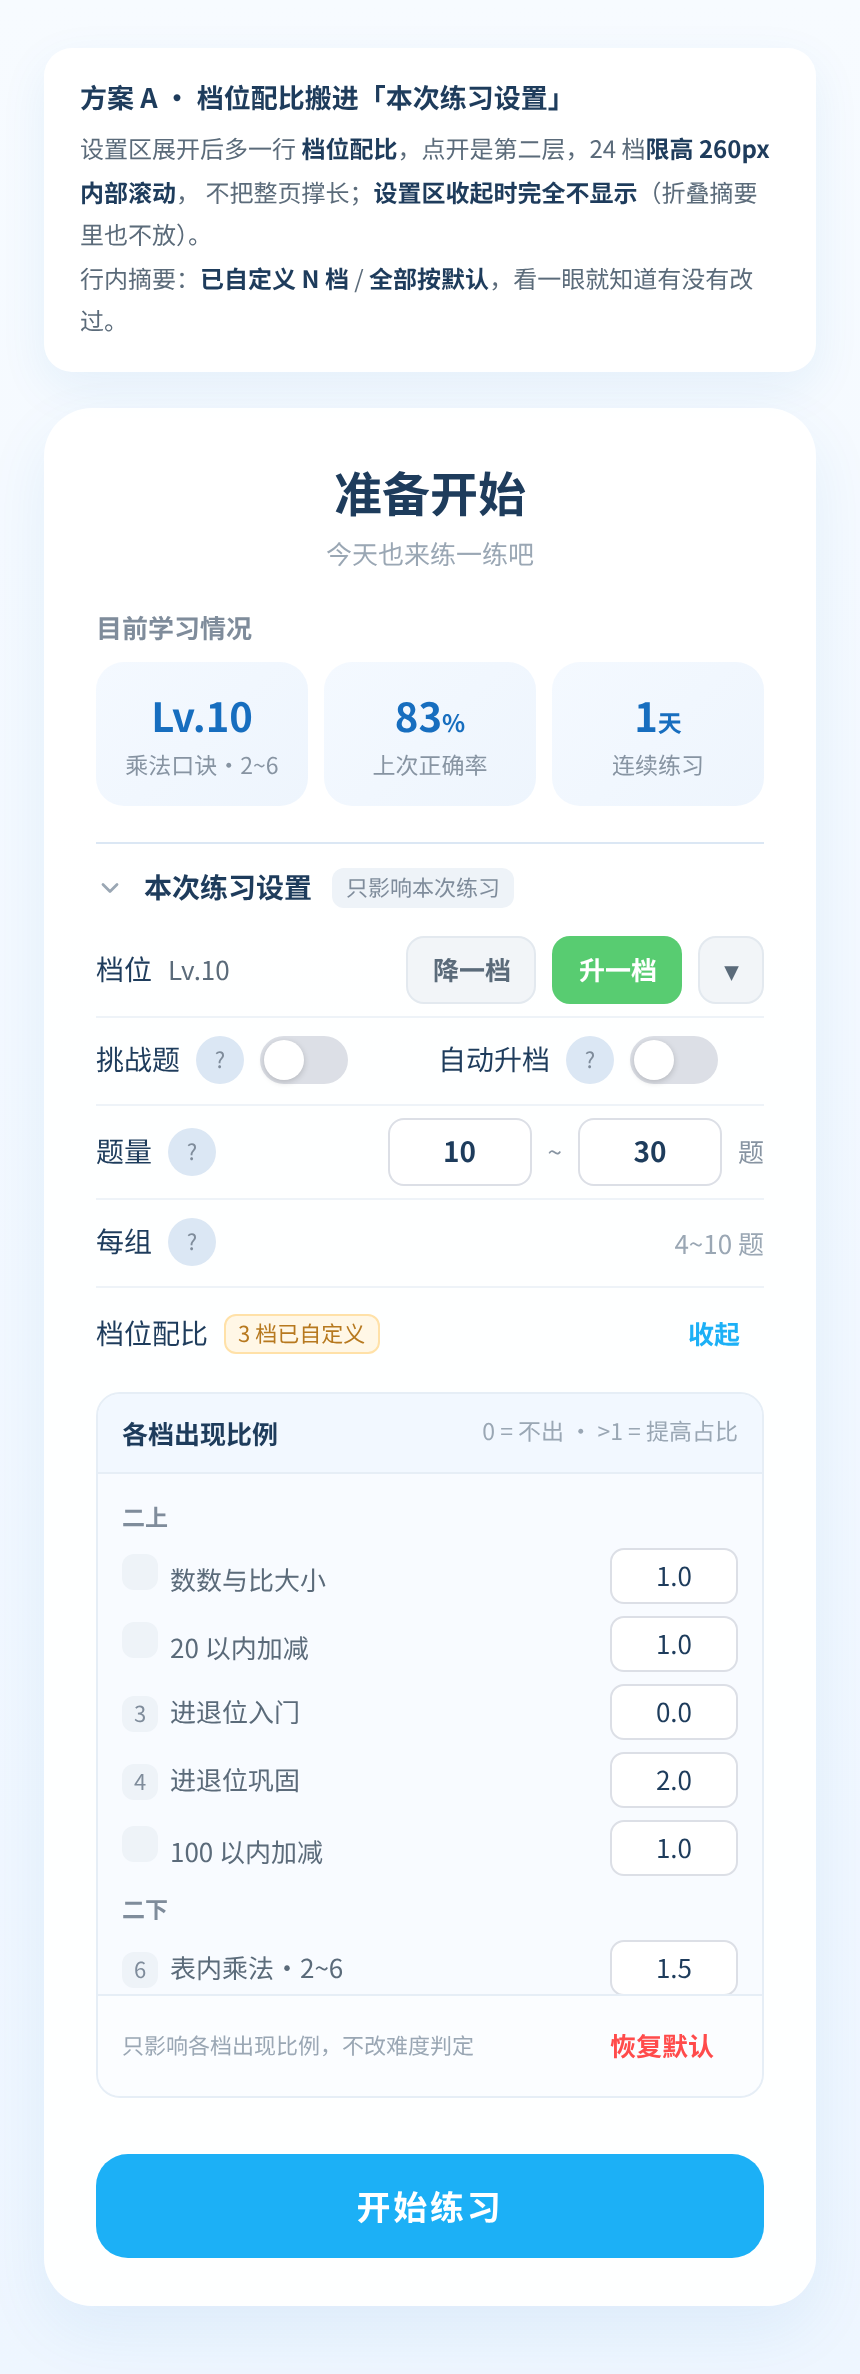 方案 A · 档位配比搬进「本次练习设置」
设置区展开后多一行 档位配比，点开是第二层，24 档限高 260px
内部滚动， 不把整页撑长；设置区收起时完全不显示（折叠摘要
里也不放）。
行内摘要：已自定义 N 档 / 全部按默认，看一眼就知道有没有改
过。
准备开始
今天也来练一练吧
目前学习情况
Lv.10 83% 1天
乘法口诀·2~6 上次正确率 连续练习
本次练习设置 只影响本次练习
档位 Lv.10 降一档 升一档 ▼
挑战题 ? 自动升档 ?
题量 ? 10 ~ 30 题
每组 ? 4~10 题
档位配比 3 档已自定义 收起
各档出现比例 0 = 不出 · >1 = 提高占比
二上
数数与比大小 1.0
20 以内加减 1.0
3 进退位入门 0.0
4 进退位巩固 2.0
100 以内加减 1.0
二下
6 表内乘法·2~6 1.5
只影响各档出现比例，不改难度判定 恢复默认
开始练习